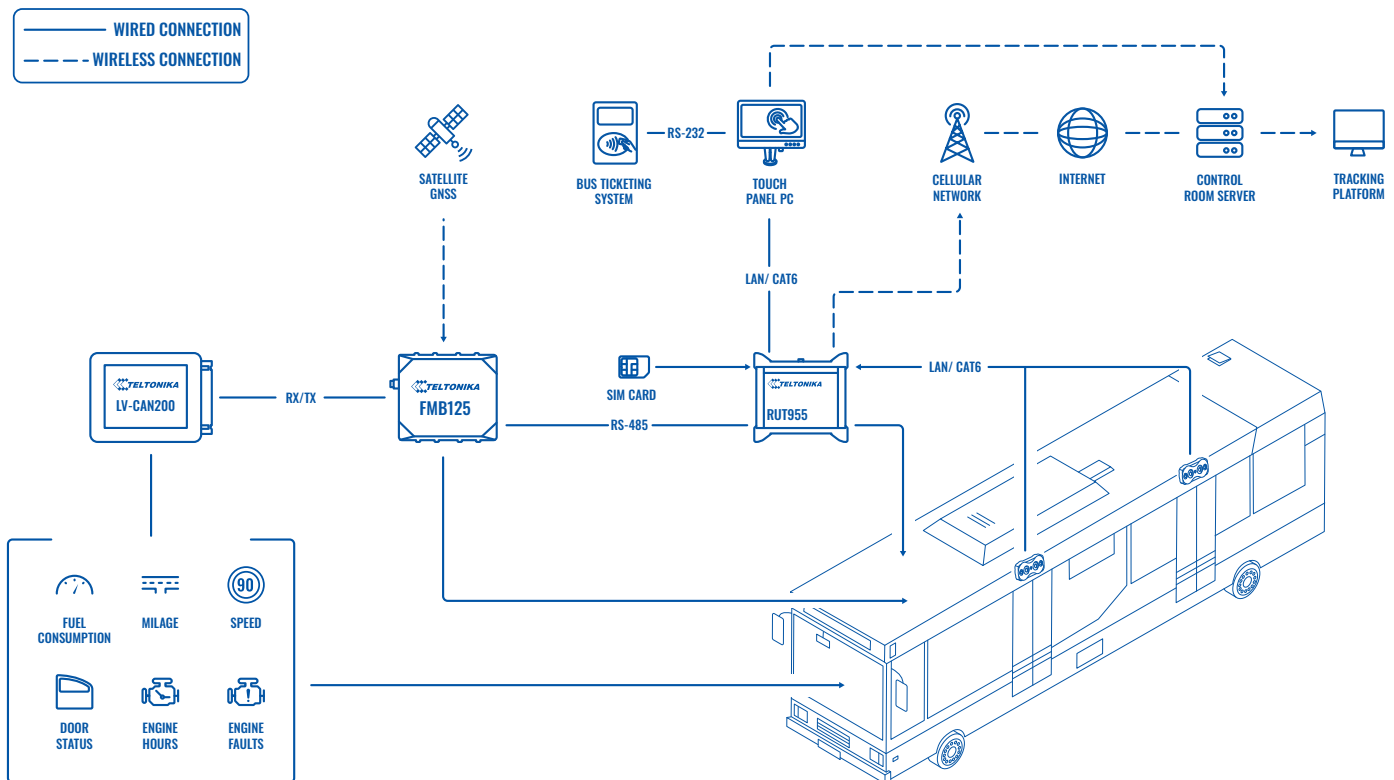 WIRED CONNECTION
WIRELESS CONNECTION
SATELLITE
GNSS
BUS TICKETING
SYSTEM
RS-232
TOUCH
PANEL PC
CELLULAR
NETWORK
INTERNET
CONTROL
ROOM SERVER
TRACKING
PLATFORM
LAN/ CAT6
TELTONIKA
LV-CAN200
RX/TX
TELTONIKA
FMB125
SIM CARD
RS-485
TELTONIKA
RUT955
LAN/ CAT6
FUEL
CONSUMPTION
MILAGE
90
SPEED
DOOR
STATUS
ENGINE
HOURS
ENGINE
FAULTS